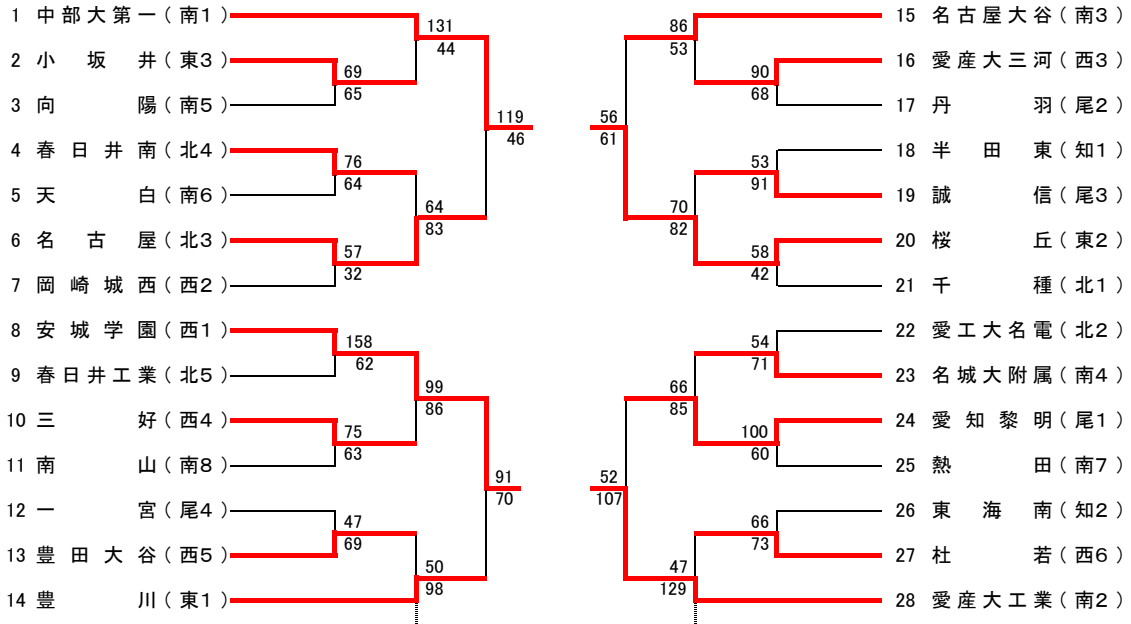 1 中部大第一(南1)
131
44
2 小坂井(東3)
69
65
3 向陽(南5)
119
46
4 春日井南(北4)
76
64
5 天白(南6)
64
83
6 名古屋(北3)
57
32
7 岡崎城西(西2)
8 安城学園(西1)
158
62
9 春日井工業(北5)
99
86
10 三好(西4)
75
63
11 南山(南8)
91
70
12 一宮(尾4)
47
69
13 豊田大谷(西5)
50
98
14 豊川(東1)
15 名古屋大谷(南3)
86
53
16 愛産大三河(西3)
90
68
17 丹羽(尾2)
56
61
18 半田東(知1)
53
91
19 誠信(尾3)
70
82
20 桜丘(東2)
58
42
21 千種(北1)
22 愛工大名電(北2)
54
71
23 名城大附属(南4)
66
85
24 愛知黎明(尾1)
100
60
25 熱田(南7)
52
107
26 東海南(知2)
66
73
27 杜若(西6)
47
129
28 愛産大工業(南2)